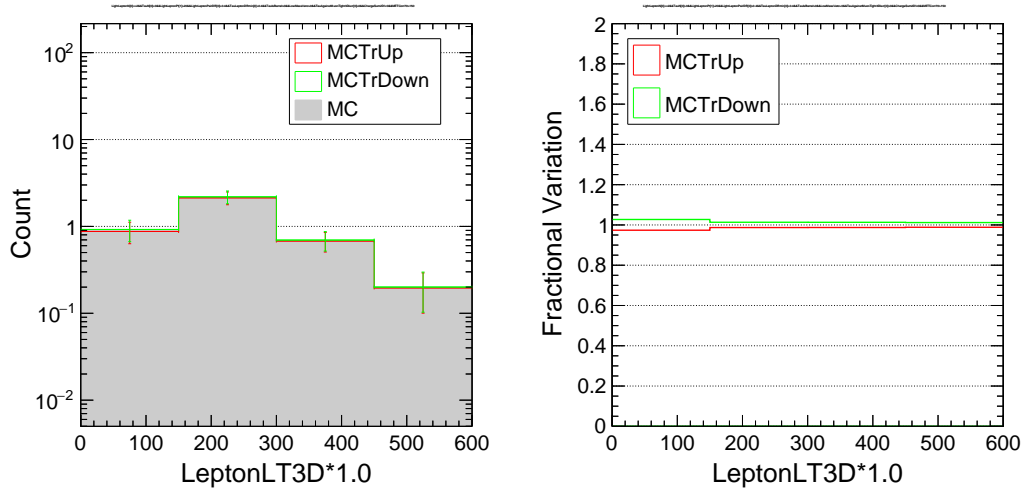 MCTrUp
MCTrDown
MC
10²
10
1
10⁻¹
10⁻²
Count
0 100 200 300 400 500 600
LeptonLT3D*1.0
MCTrUp
MCTrDown
2
1.8
1.6
1.4
1.2
1
0.8
0.6
0.4
0.2
0
Fractional Variation
0 100 200 300 400 500 600
LeptonLT3D*1.0